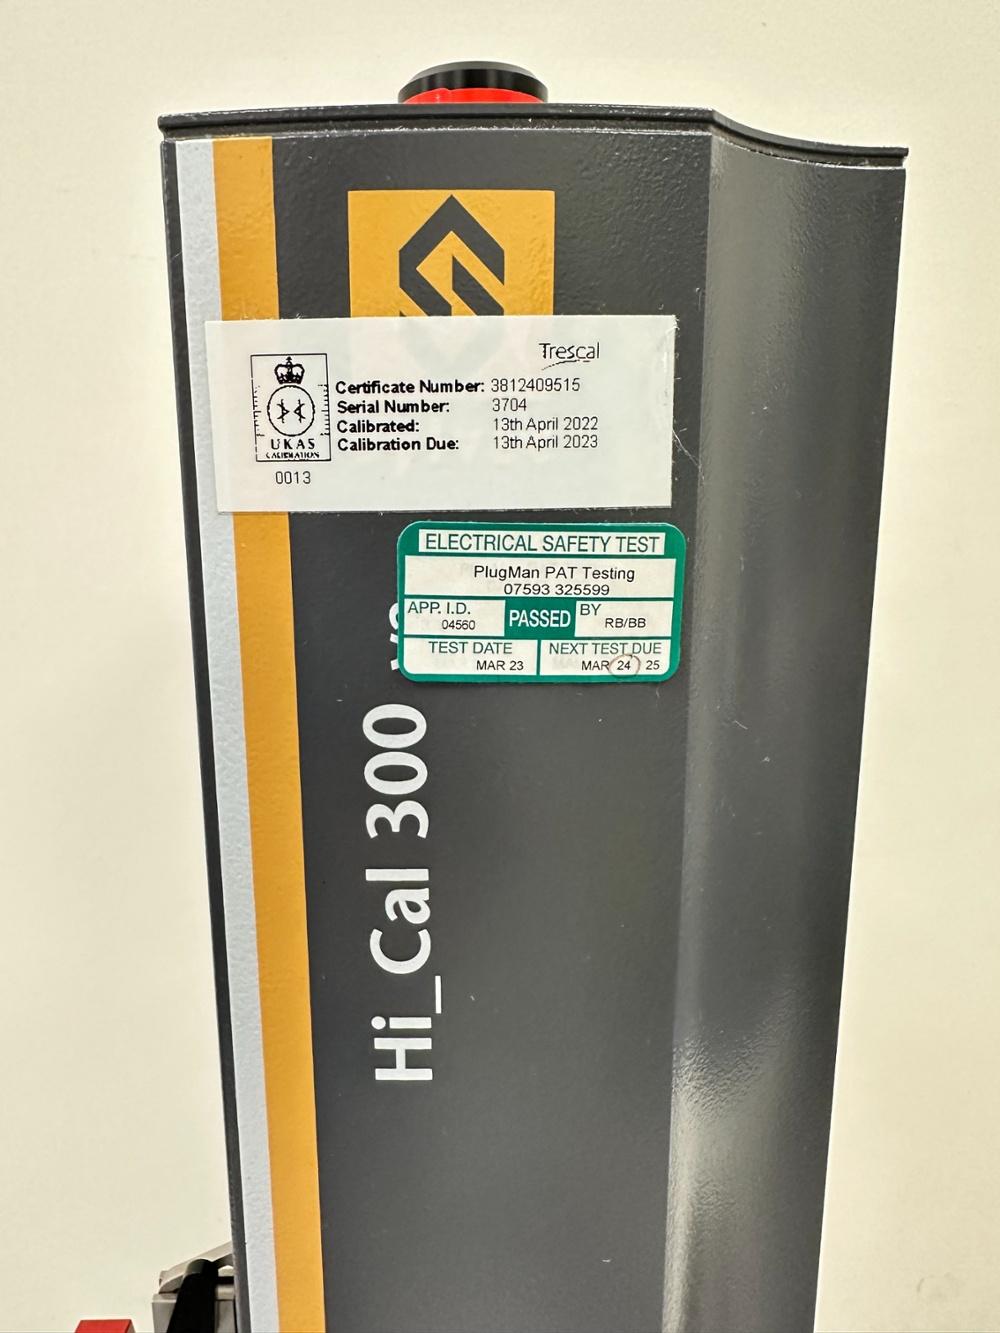 Trescal
Certificate Number: 3812409515
Serial Number: 3704
Calibrated: 13th April 2022
Calibration Due: 13th April 2023
UKAS
CALIBRATION
0013
ELECTRICAL SAFETY TEST
PlugMan PAT Testing
07593 325599
APP. I.D. 04560 PASSED BY RB/BB
TEST DATE NEXT TEST DUE
MAR 23 MAR 24 25
Hi_Cal 300